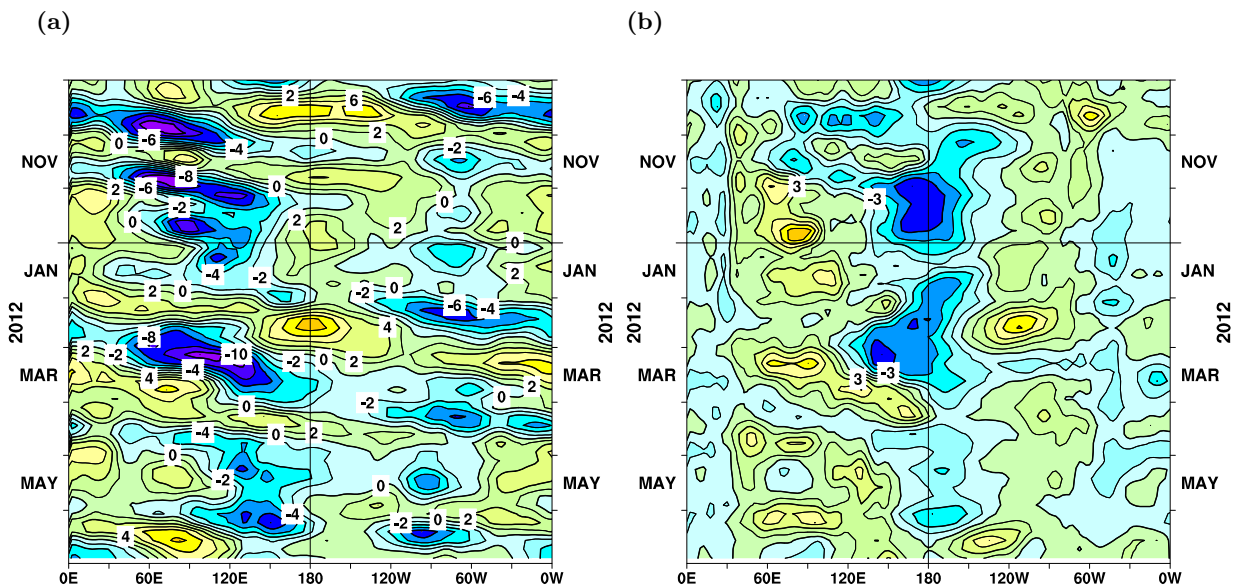 (a) (b)
2 6 -6 -4
0 -6 -4 0 2 -2
NOV NOV NOV
2 -6 -8 0 0 3 -3
-2 0 2 2 0
0
JAN -4 -2 JAN JAN JAN
2 0 -2 0 -6 -4 2
2012 2012 2012 2012
-8 4
2 -2 -10 -2 0 2 2
MAR 4 -4 MAR MAR 3 -3 MAR
0 -2 0
-4 0 2
0
MAY -2 0 MAY MAY MAY
4 -4 -2 0 2
0E 60E 120E 180 120W 60W 0W 0E 60E 120E 180 120W 60W 0W